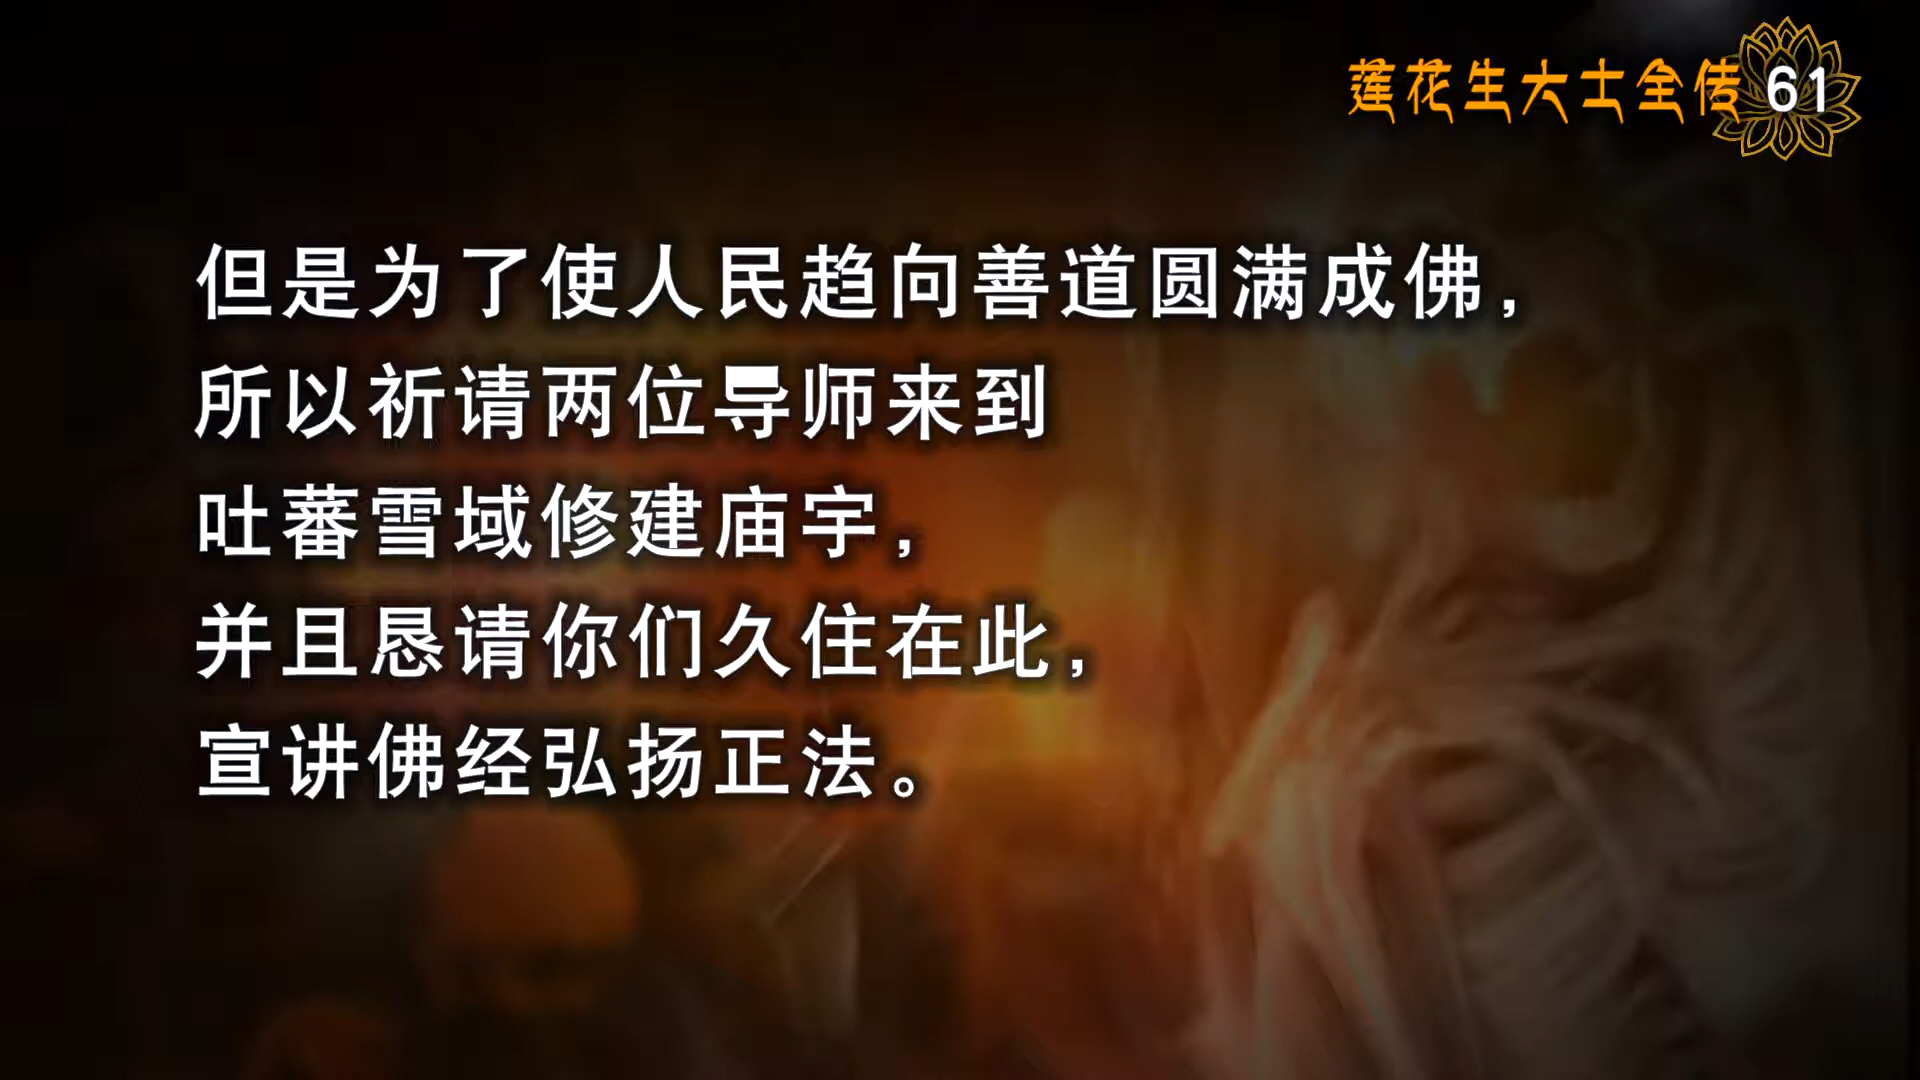 莲花生大士全传 61
但是为了使人民趋向善道圆满成佛，
所以祈请两位导师来到
吐蕃雪域修建庙宇，
并且恳请你们久住在此，
宣讲佛经弘扬正法。